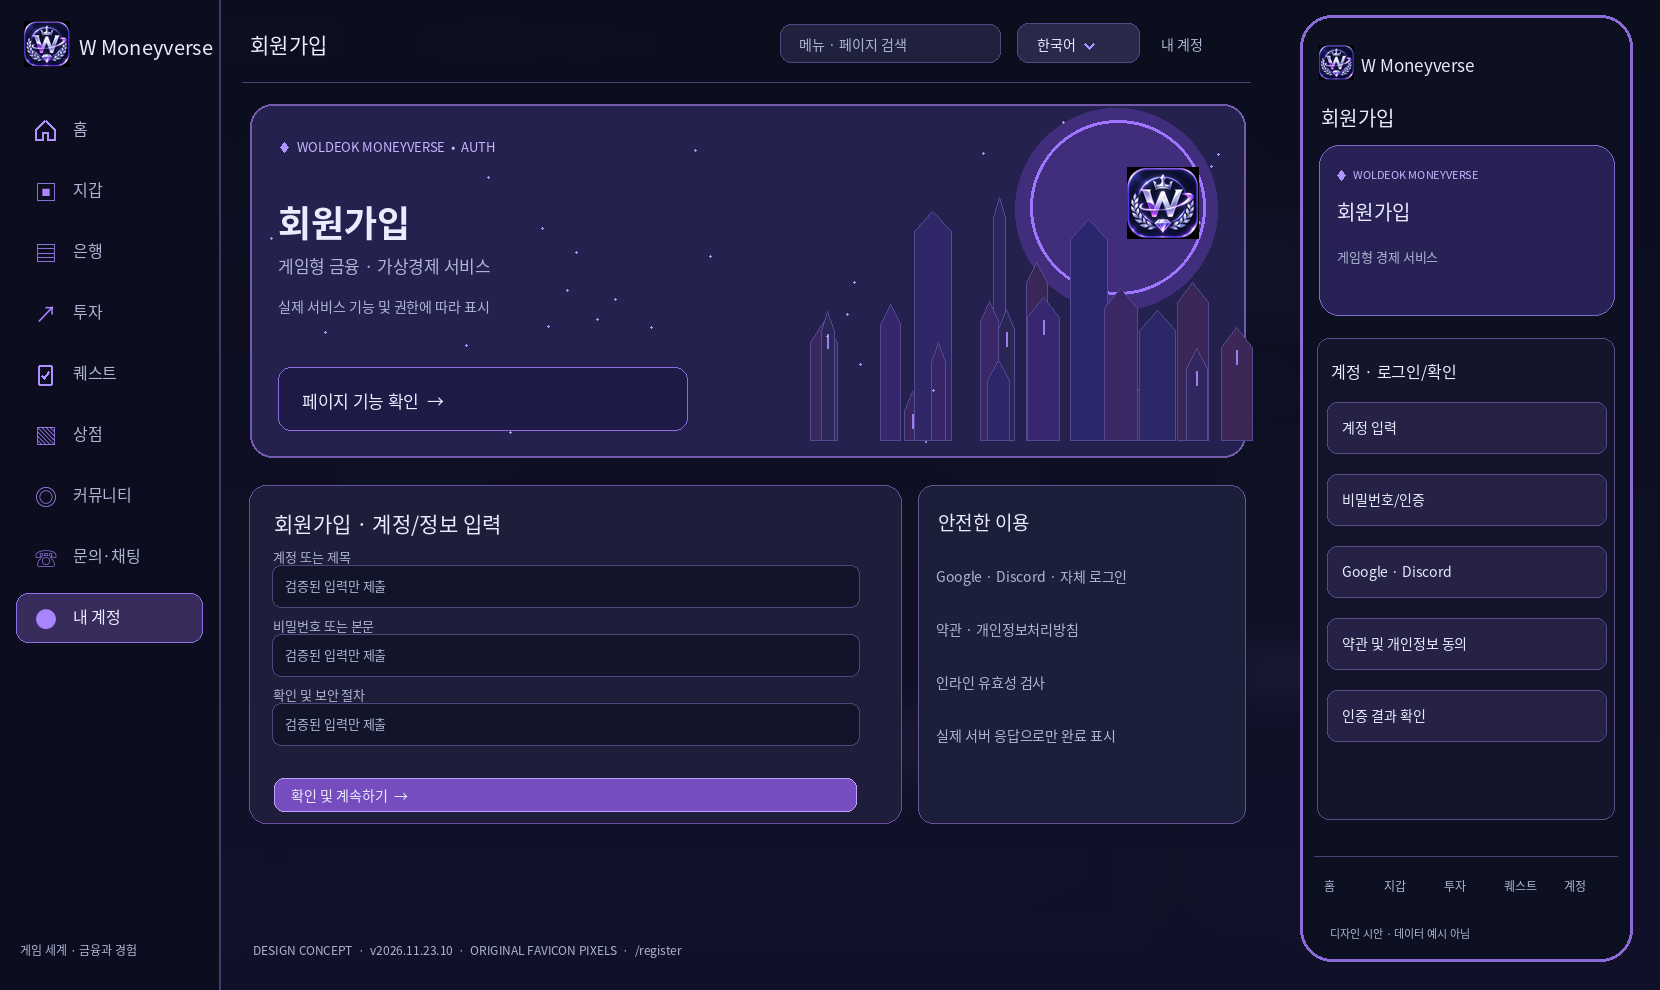 W Moneyverse
홈
지갑
은행
투자
퀘스트
상점
커뮤니티
문의·채팅
내 계정
게임 세계 · 금융과 경험
회원가입
메뉴 · 페이지 검색
한국어
내 계정
WOLDEOK MONEYVERSE • AUTH
회원가입
게임형 금융 · 가상경제 서비스
실제 서비스 기능 및 권한에 따라 표시
페이지 기능 확인 →
W
회원가입 · 계정/정보 입력
계정 또는 제목
검증된 입력만 제출
비밀번호 또는 본문
검증된 입력만 제출
확인 및 보안 절차
검증된 입력만 제출
확인 및 계속하기 →
안전한 이용
Google · Discord · 자체 로그인
약관 · 개인정보처리방침
인라인 유효성 검사
실제 서버 응답으로만 완료 표시
DESIGN CONCEPT · v2026.11.23.10 · ORIGINAL FAVICON PIXELS · /register
W Moneyverse
회원가입
WOLDEOK MONEYVERSE
회원가입
게임형 경제 서비스
계정 · 로그인/확인
계정 입력
비밀번호/인증
Google · Discord
약관 및 개인정보 동의
인증 결과 확인
홈 지갑 투자 퀘스트 계정
디자인 시안 · 데이터 예시 아님